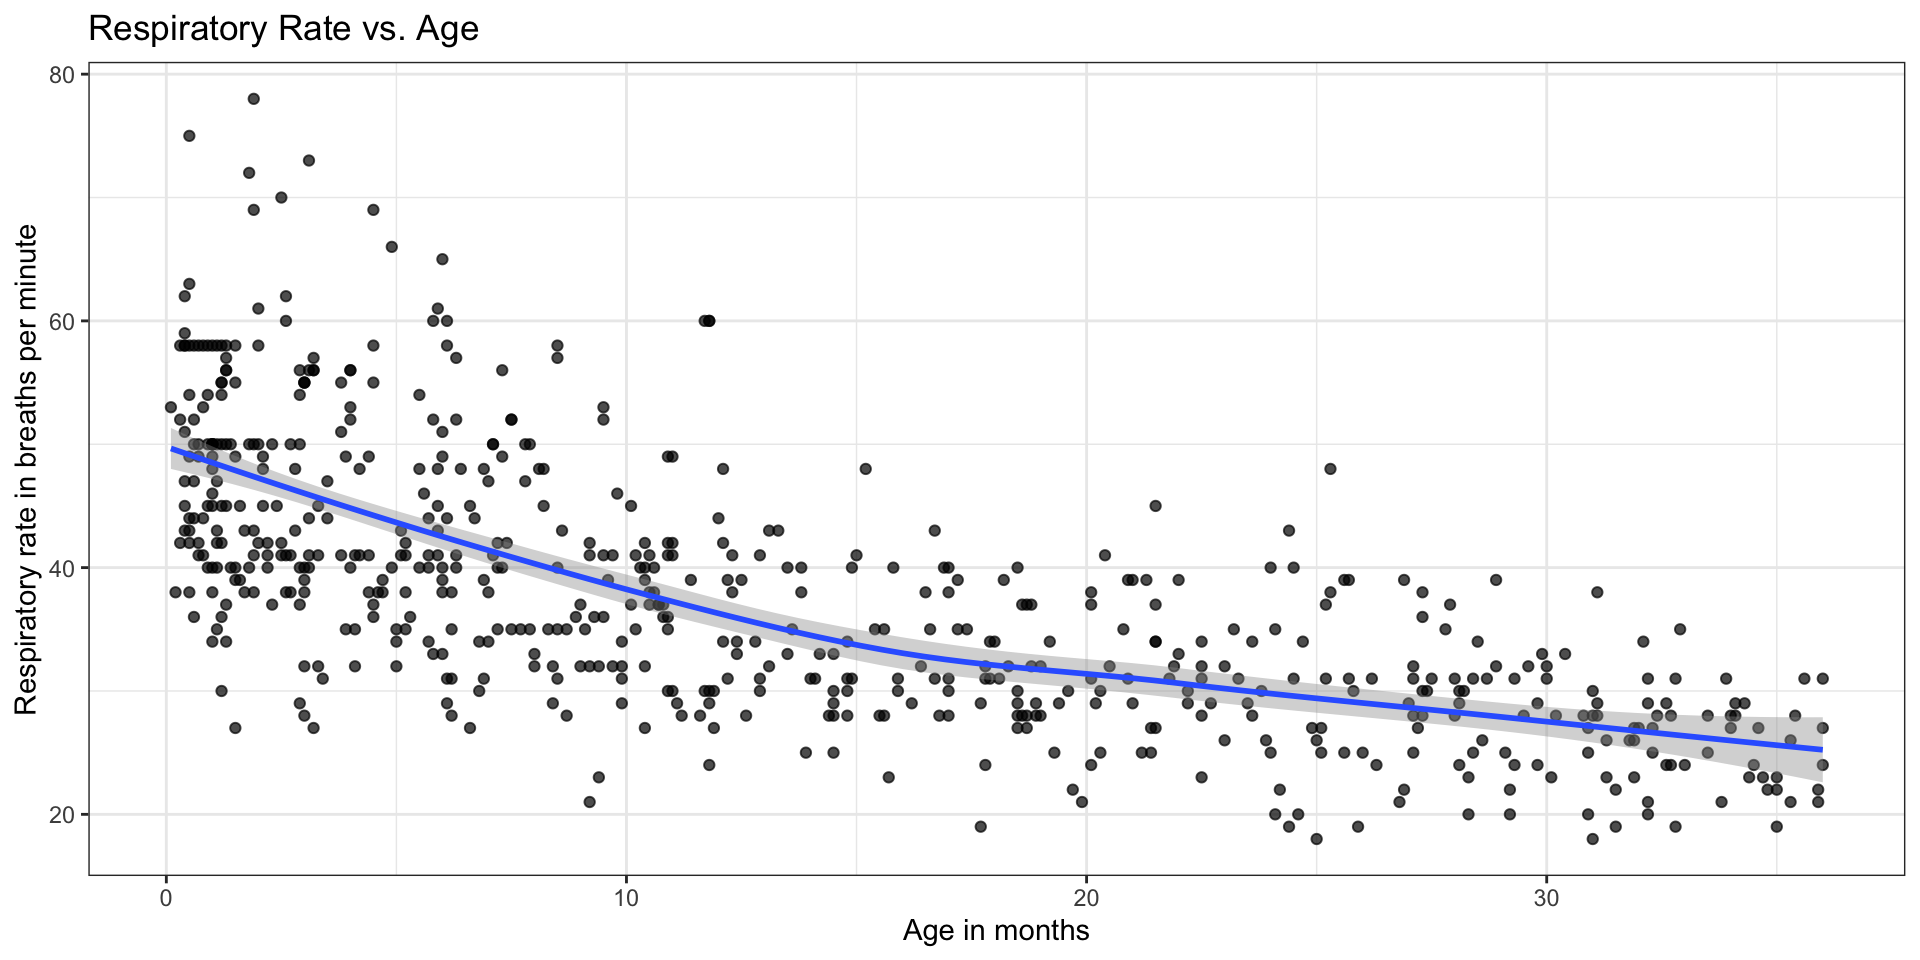 Respiratory Rate vs. Age
Respiratory rate in breaths per minute
80
60
40
20
0 10 20 30
Age in months